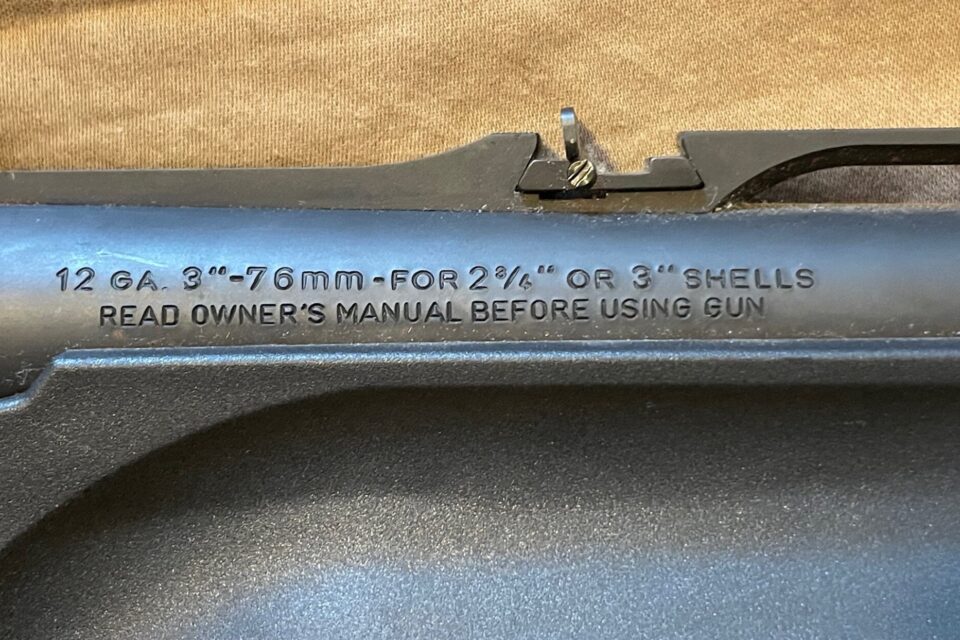 12 GA. 3"-76mm-FOR 2¾" OR 3" SHELLS
READ OWNER'S MANUAL BEFORE USING GUN